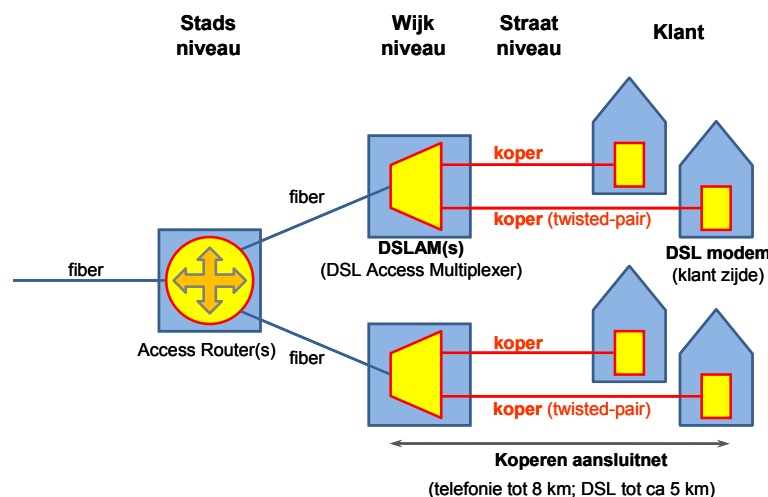 Stads
niveau
Wijk
niveau
Straat
niveau
Klant
koper
fiber
koper (twisted-pair)
DSLAM(s)
(DSL Access Multiplexer)
DSL modem
(klant zijde)
fiber
Access Router(s)
fiber
koper
koper (twisted-pair)
Koperen aansluitnet
(telefonie tot 8 km; DSL tot ca 5 km)